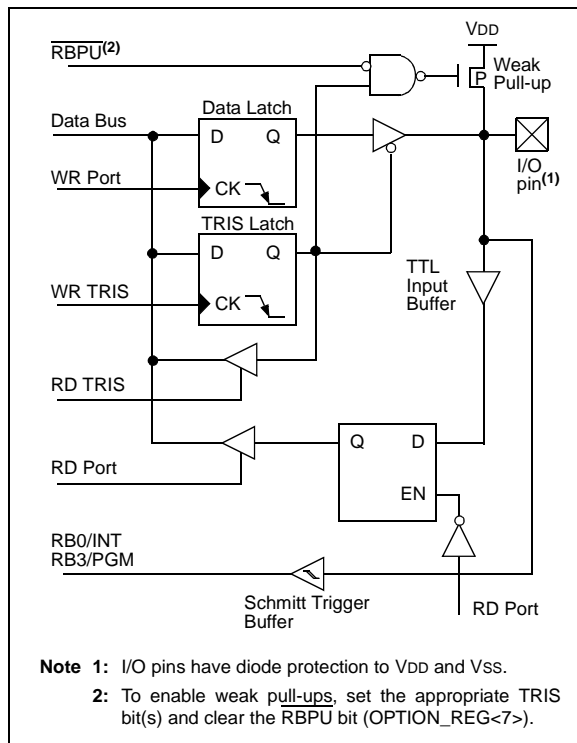 VDD
RBPU(2)
Weak
Pull-up
P
Data Latch
Data Bus
D Q
I/O
pin(1)
WR Port
CK
TRIS Latch
D Q
TTL
Input
Buffer
WR TRIS
CK
RD TRIS
Q D
RD Port
EN
RB0/INT
RB3/PGM
Schmitt Trigger
Buffer
RD Port
Note 1: I/O pins have diode protection to VDD and VSS.
2: To enable weak pull-ups, set the appropriate TRIS
bit(s) and clear the RBPU bit (OPTION_REG<7>).